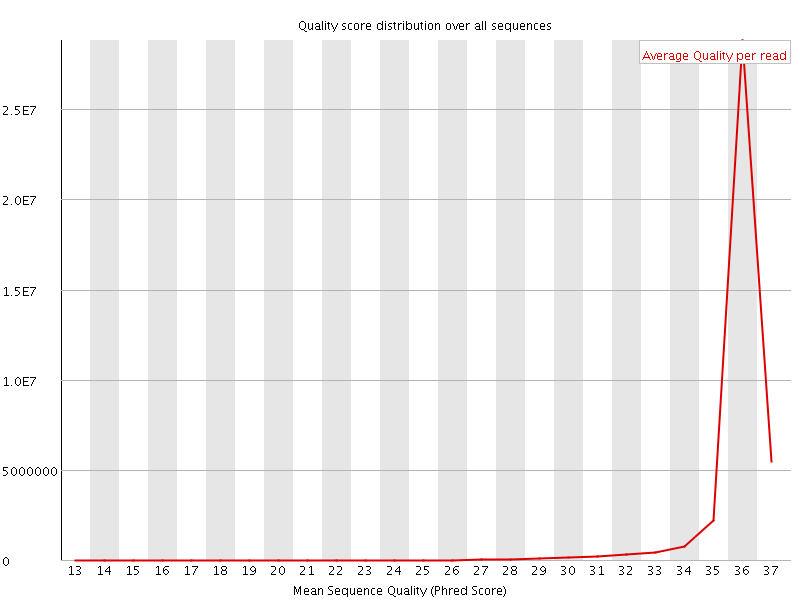 Quality score distribution over all sequences
Average Quality per read
2.5E7
2.0E7
1.5E7
1.0E7
5000000
0
13 14 15 16 17 18 19 20 21 22 23 24 25 26 27 28 29 30 31 32 33 34 35 36 37
Mean Sequence Quality (Phred Score)